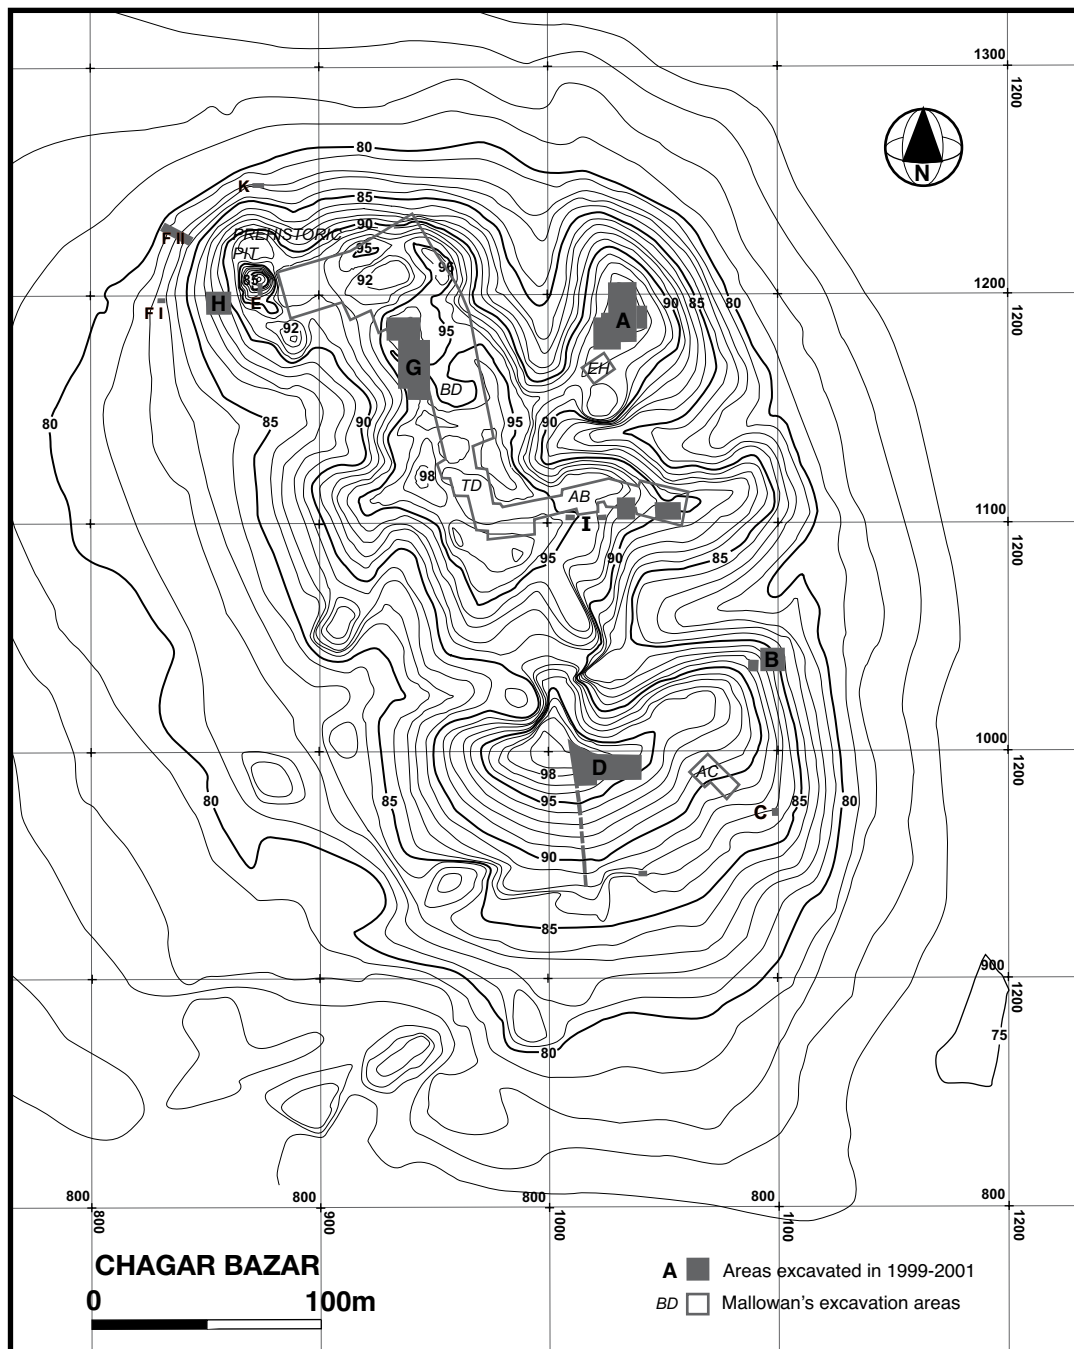 1300
1200
80
N
K
85
90
F II
PREHISTORIC
PIT
95
96
85
92
E
H
F I
1200
1200
90
85
80
A
92
95
G
EH
BD
80
85
90
95
90
98
TD
AB
I
1100
1200
95
90
85
B
1000
1200
D
98
AC
80
85
95
C
85
80
90
85
900
1200
75
80
800
800
800
800
800
800
900
1000
1100
1200
CHAGAR BAZAR
0 100m
A Areas excavated in 1999-2001
BD Mallowan's excavation areas